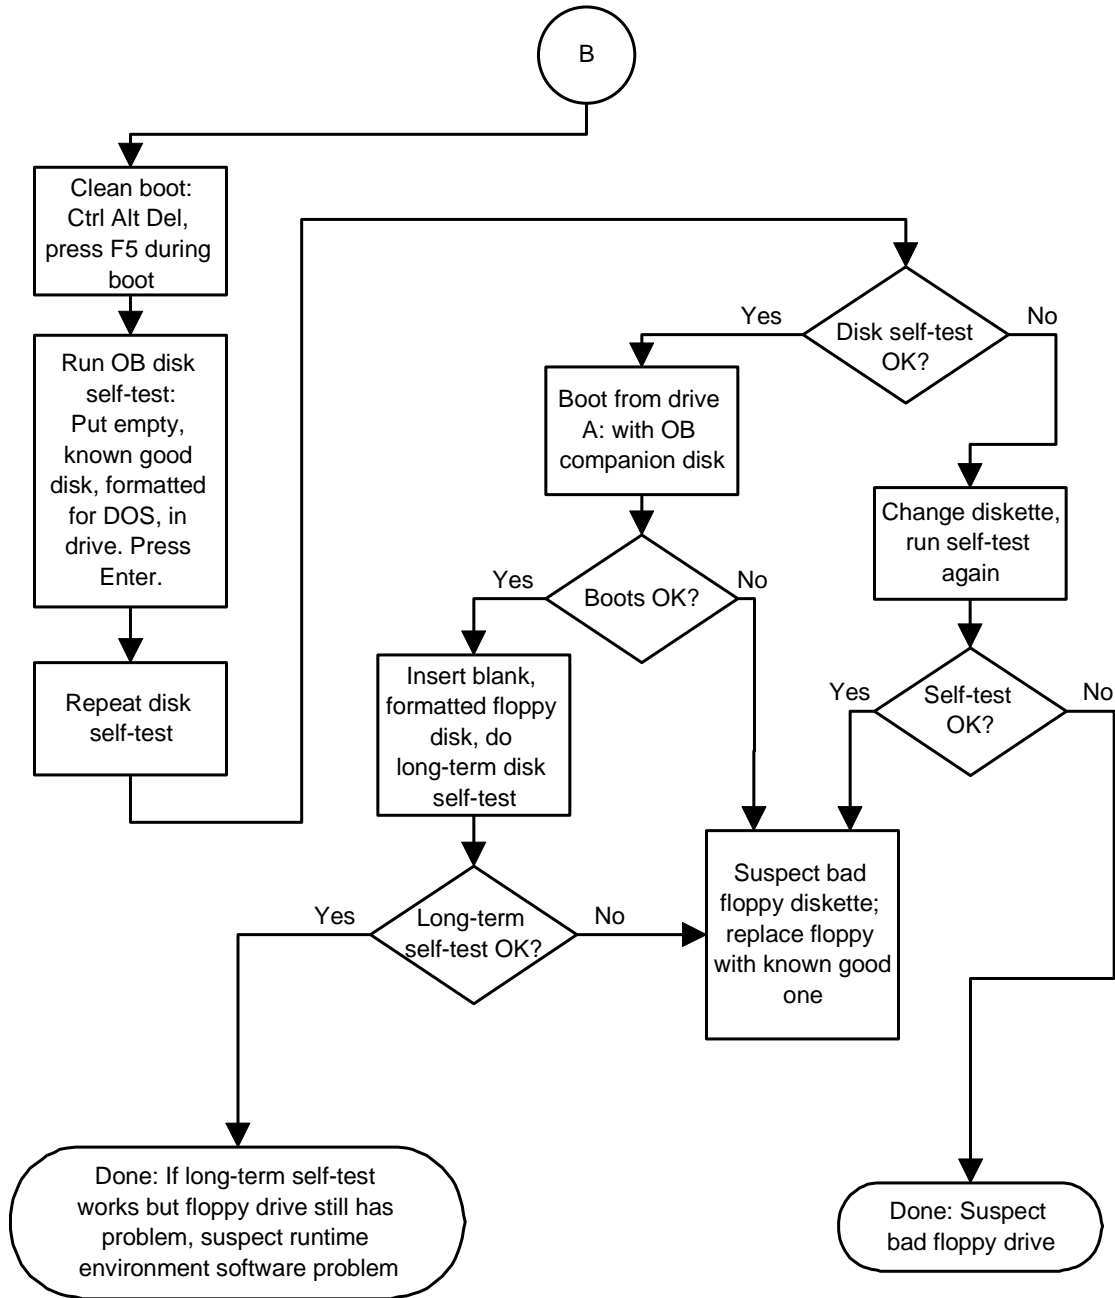 B
Clean boot:
Ctrl Alt Del,
press F5 during
boot
Run OB disk
self-test:
Put empty,
known good
disk, formatted
for DOS, in
drive. Press
Enter.
Repeat disk
self-test
Disk self-test
OK?
Yes
No
Boot from drive
A: with OB
companion disk
Change diskette,
run self-test
again
Boots OK?
Yes
No
Self-test
OK?
Yes
No
Insert blank,
formatted floppy
disk, do
long-term disk
self-test
Suspect bad
floppy diskette;
replace floppy
with known good
one
Long-term
self-test OK?
Yes
No
Done: If long-term self-test
works but floppy drive still has
problem, suspect runtime
environment software problem
Done: Suspect
bad floppy drive